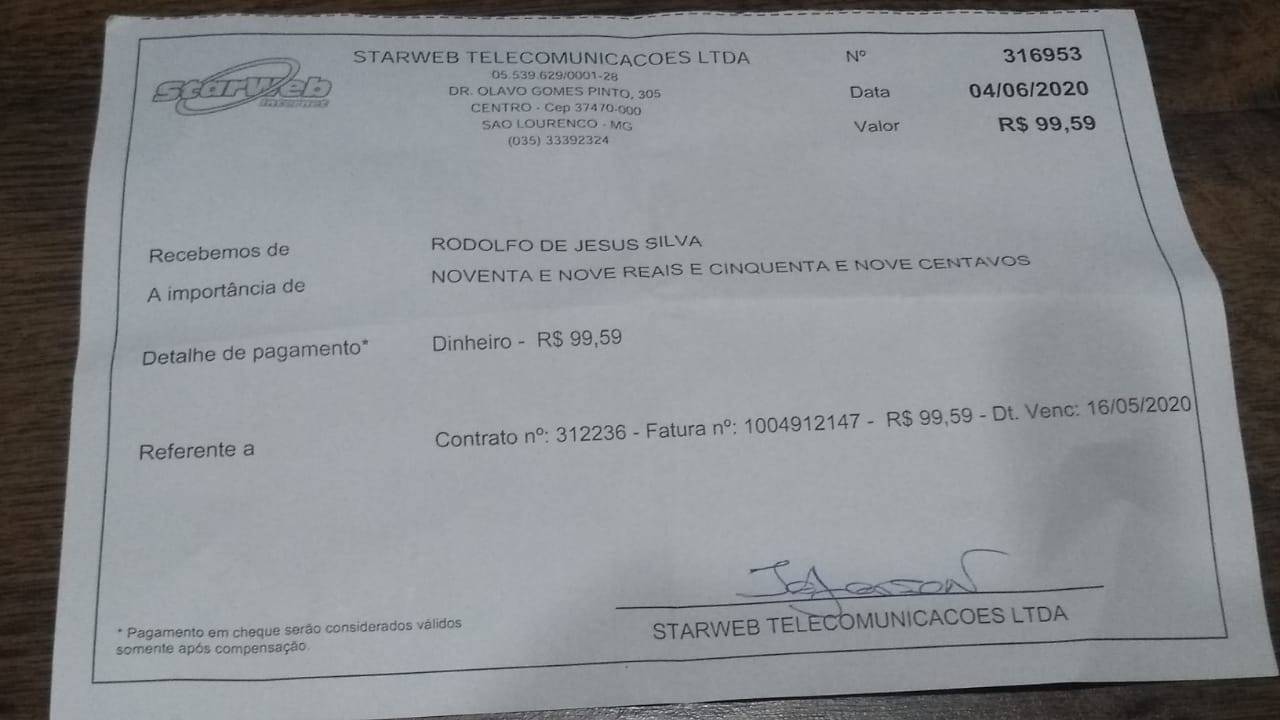 starweb
internet
STARWEB TELECOMUNICACOES LTDA
05.539.629/0001-28
DR. OLAVO GOMES PINTO, 305
CENTRO - Cep 37470-000
SAO LOURENCO - MG
(035) 33392324
Nº 316953
Data 04/06/2020
Valor R$ 99,59
Recebemos de RODOLFO DE JESUS SILVA
A importância de NOVENTA E NOVE REAIS E CINQUENTA E NOVE CENTAVOS
Detalhe de pagamento* Dinheiro - R$ 99,59
Referente a Contrato nº: 312236 - Fatura nº: 1004912147 - R$ 99,59 - Dt. Venc: 16/05/2020
Jeferson
STARWEB TELECOMUNICACOES LTDA
* Pagamento em cheque serão considerados válidos
somente após compensação.